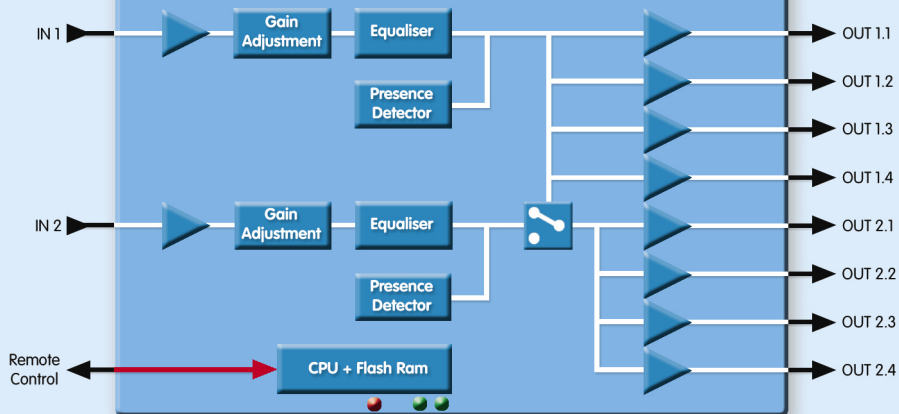 IN 1
Gain
Adjustment
Equaliser
Presence
Detector
OUT 1.1
OUT 1.2
OUT 1.3
OUT 1.4
IN 2
Gain
Adjustment
Equaliser
Presence
Detector
OUT 2.1
OUT 2.2
OUT 2.3
OUT 2.4
Remote
Control
CPU + Flash Ram